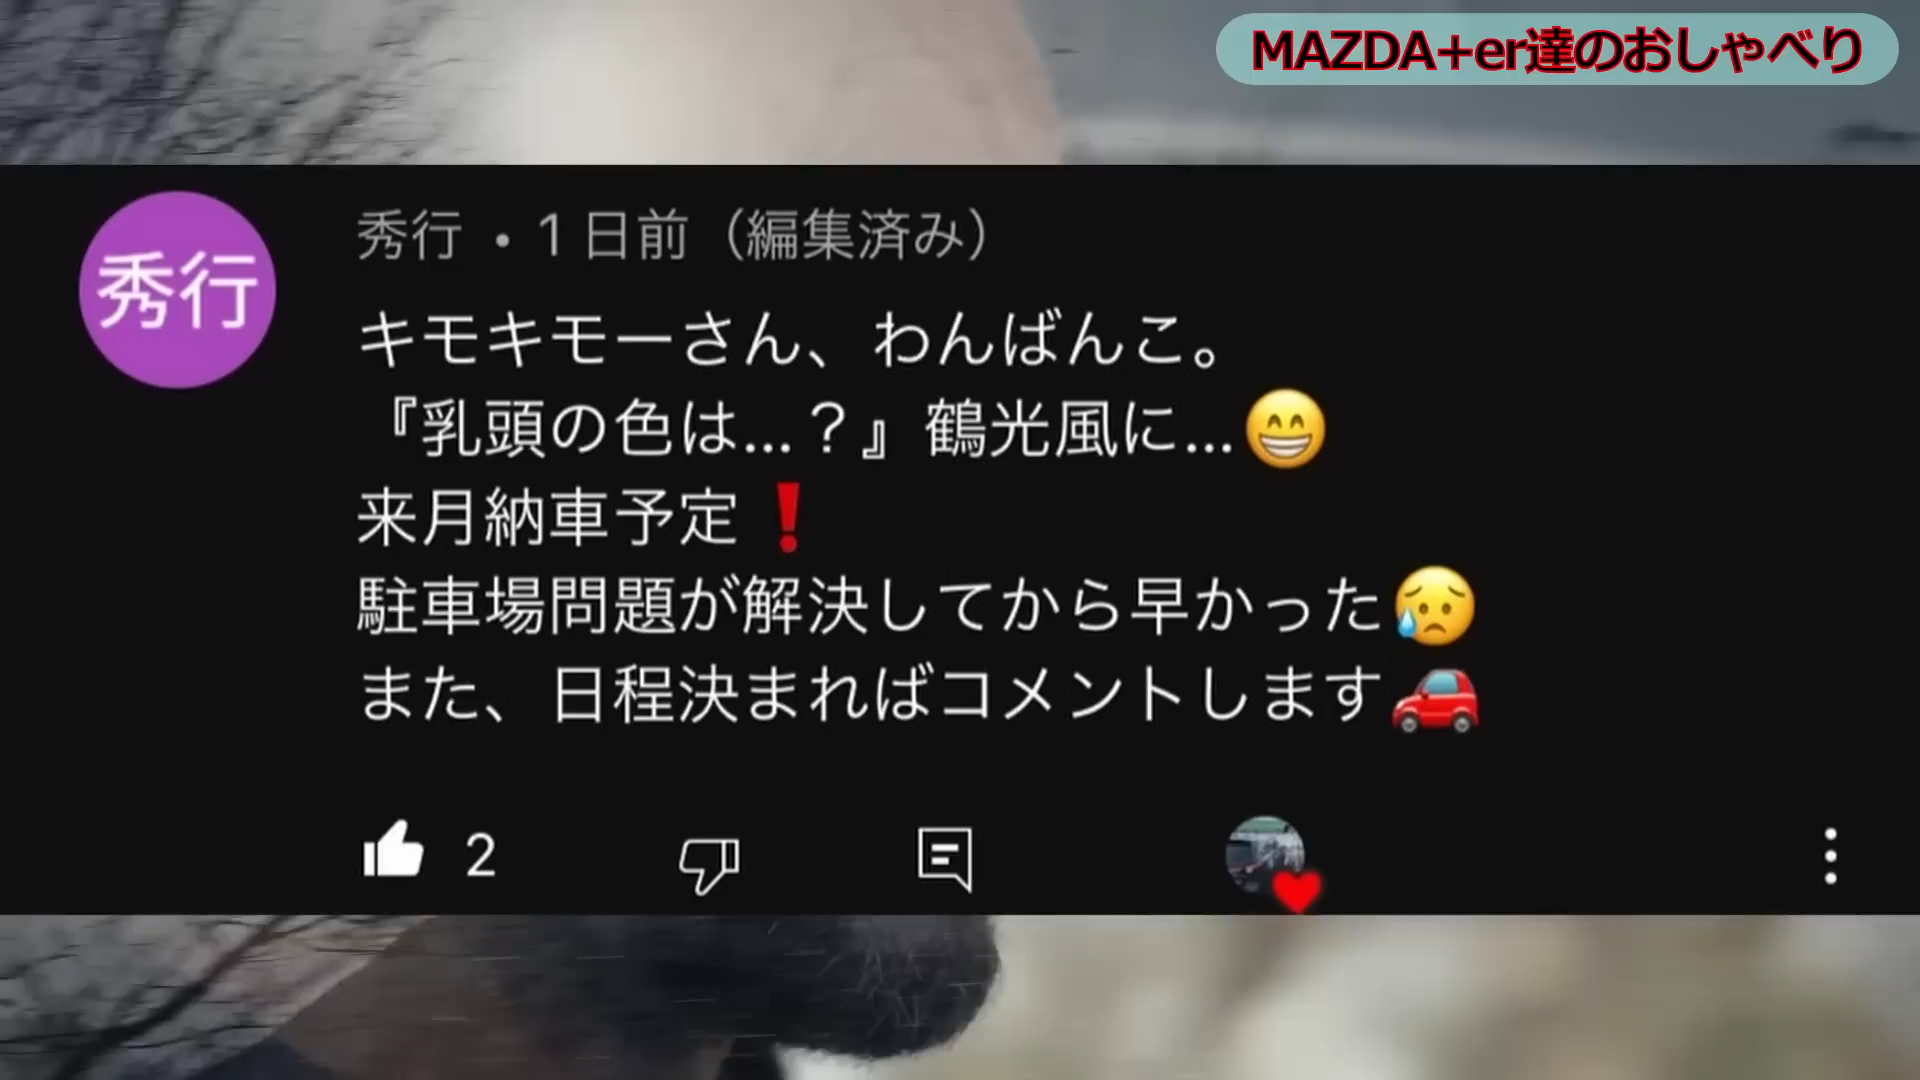 MAZDA+er達のおしゃべり
秀行
秀行・1日前（編集済み）
キモキモーさん、わんばんこ。
『乳頭の色は...？』鶴光風に...😁
来月納車予定❗
駐車場問題が解決してから早かった😥
また、日程決まればコメントします🚗
2